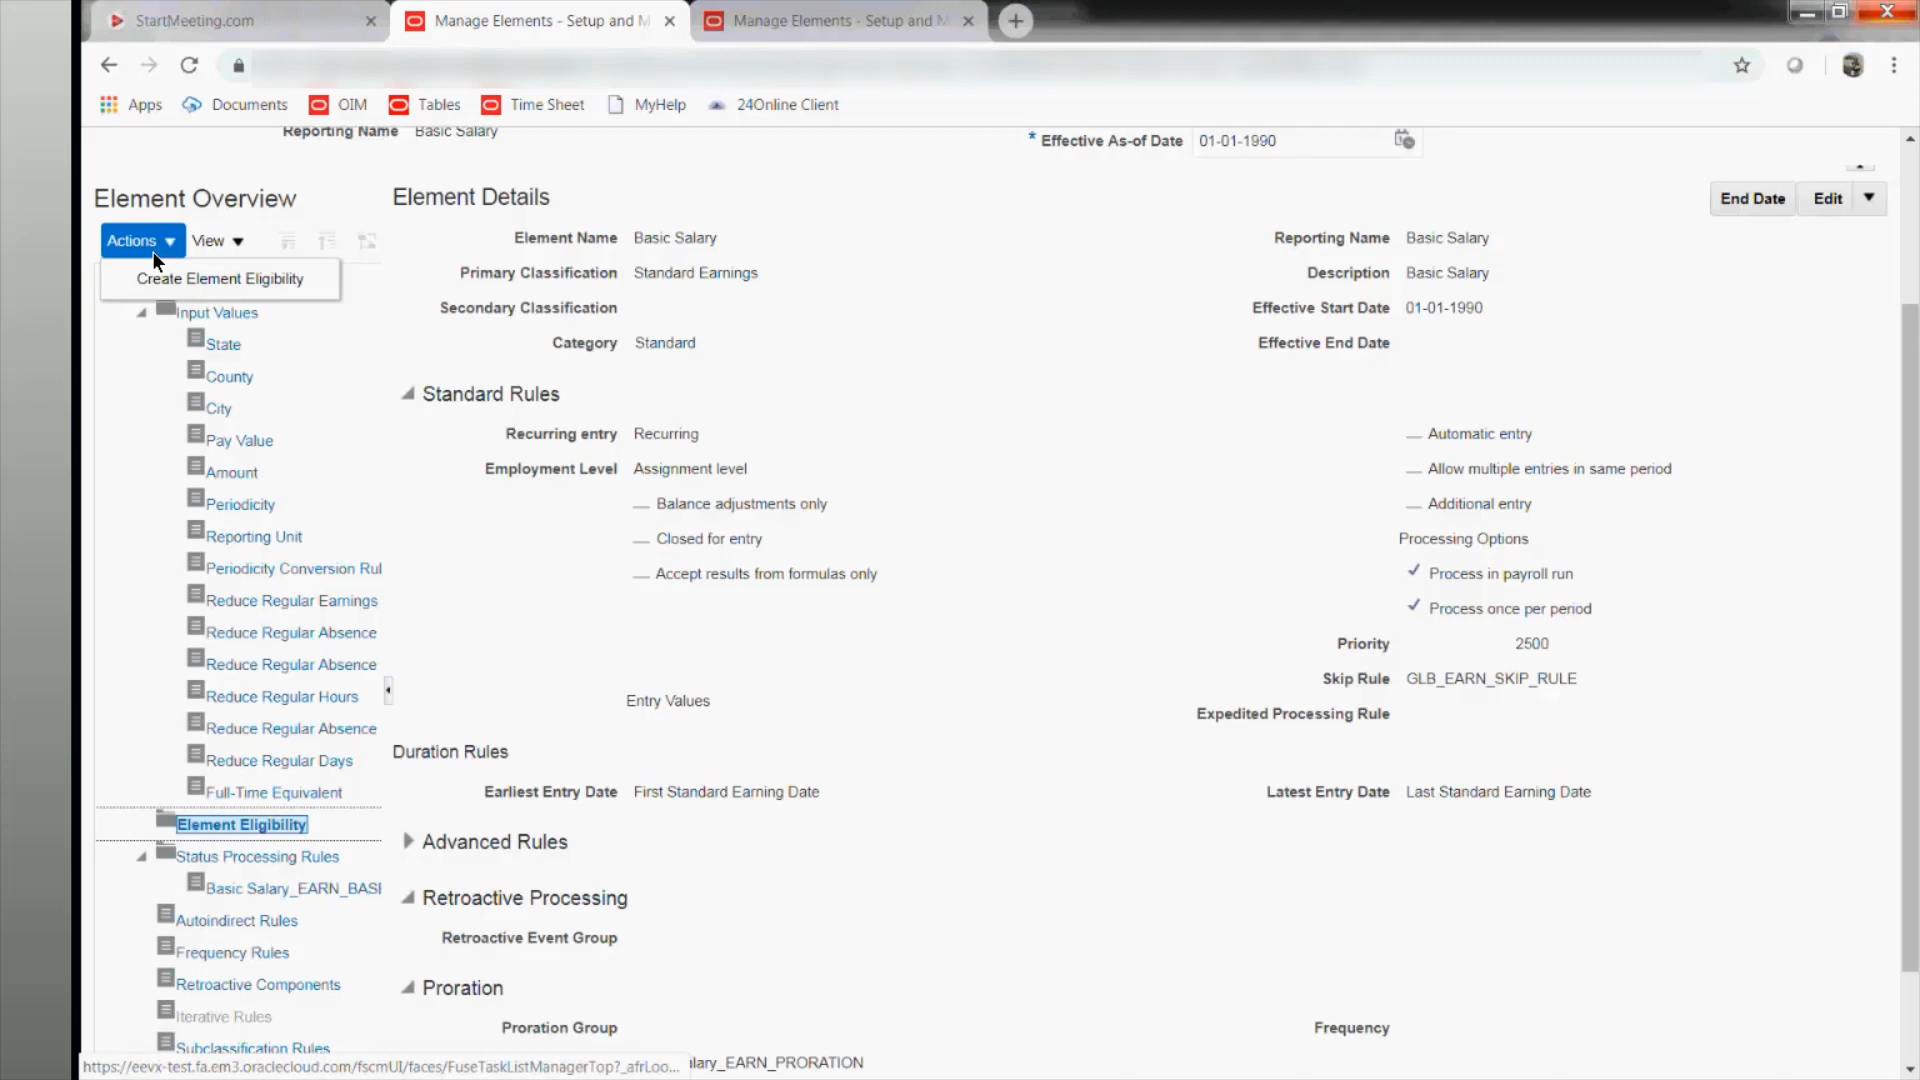 StartMeeting.com
Manage Elements - Setup and M
Manage Elements - Setup and M
Apps
Documents
OIM
Tables
Time Sheet
MyHelp
24Online Client
Reporting Name Basic Salary
* Effective As-of Date 01-01-1990
Element Overview
Actions
View
Create Element Eligibility
Input Values
State
County
City
Pay Value
Amount
Periodicity
Reporting Unit
Periodicity Conversion Rul
Reduce Regular Earnings
Reduce Regular Absence
Reduce Regular Absence
Reduce Regular Hours
Reduce Regular Absence
Reduce Regular Days
Full-Time Equivalent
Element Eligibility
Status Processing Rules
Basic Salary_EARN_BASI
Autoindirect Rules
Frequency Rules
Retroactive Components
Iterative Rules
Subclassification Rules
Element Details
End Date
Edit
Element Name Basic Salary
Reporting Name Basic Salary
Primary Classification Standard Earnings
Description Basic Salary
Secondary Classification
Effective Start Date 01-01-1990
Category Standard
Effective End Date
Standard Rules
Recurring entry Recurring
Automatic entry
Employment Level Assignment level
Allow multiple entries in same period
Balance adjustments only
Additional entry
Closed for entry
Processing Options
Accept results from formulas only
Process in payroll run
Process once per period
Priority 2500
Skip Rule GLB_EARN_SKIP_RULE
Entry Values
Expedited Processing Rule
Duration Rules
Earliest Entry Date First Standard Earning Date
Latest Entry Date Last Standard Earning Date
Advanced Rules
Retroactive Processing
Retroactive Event Group
Proration
Proration Group
Frequency
alary_EARN_PRORATION
https://eevx-test.fa.em3.oraclecloud.com/fscmUI/faces/FuseTaskListManagerTop?_afrLoo...